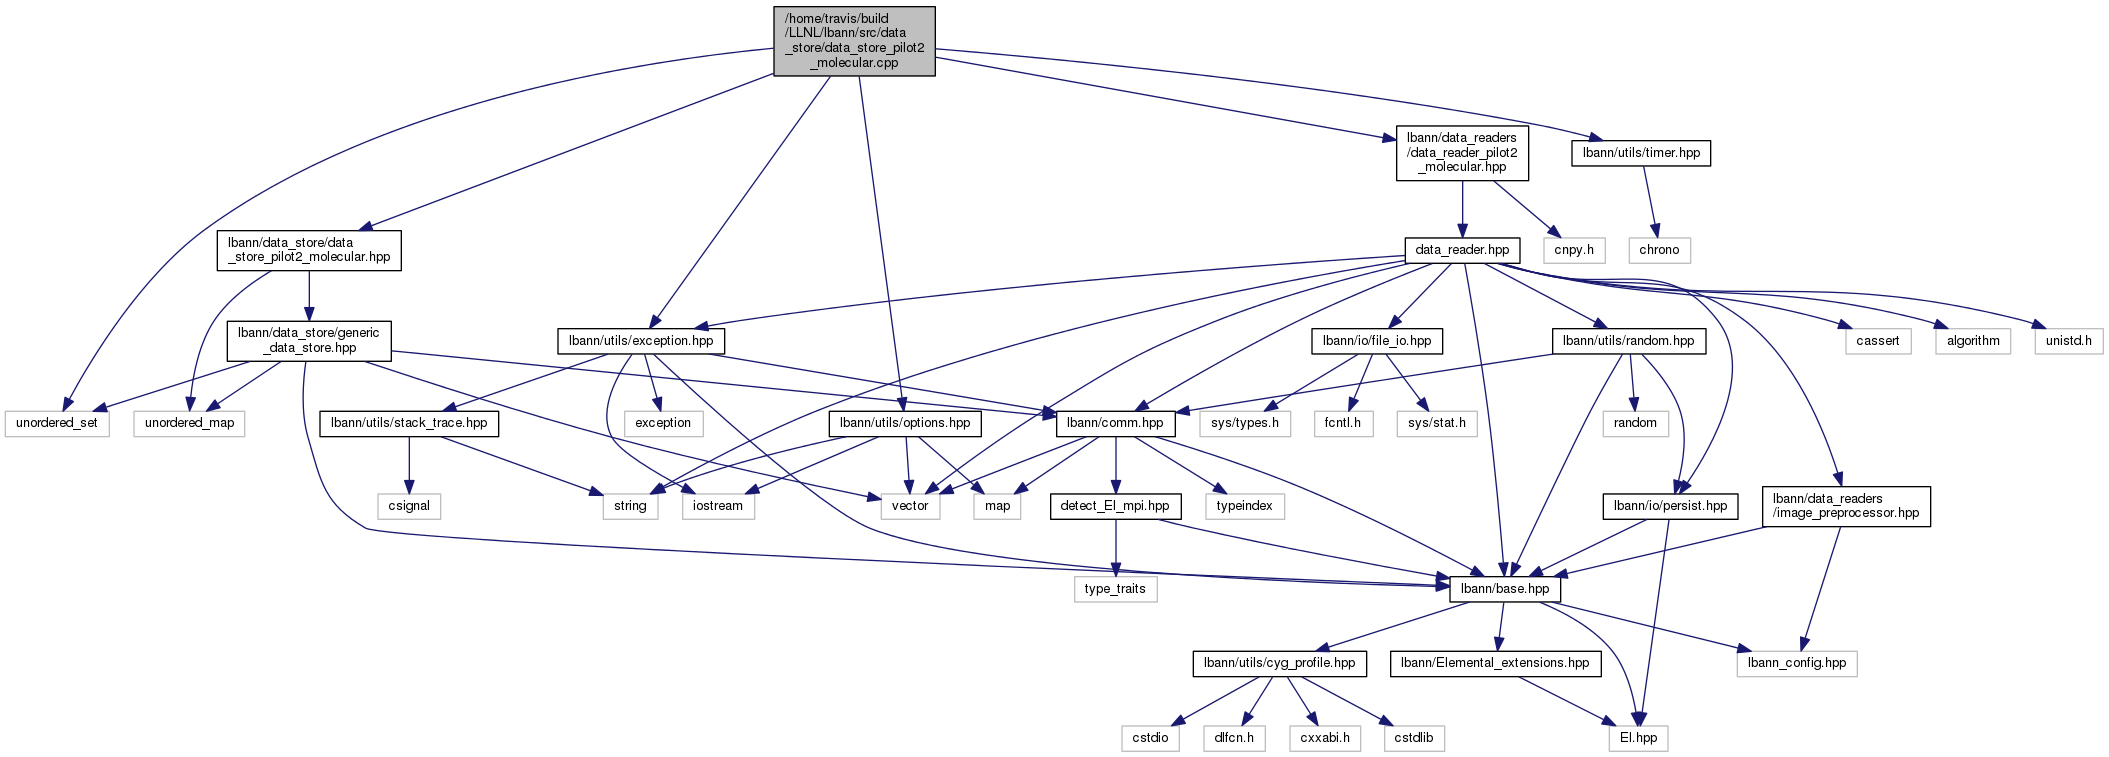 /home/travis/build
/LLNL/lbann/src/data
_store/data_store_pilot2
_molecular.cpp
lbann/data_readers
/data_reader_pilot2
_molecular.hpp
lbann/utils/timer.hpp
lbann/data_store/data
_store_pilot2_molecular.hpp
data_reader.hpp
cnpy.h
chrono
lbann/data_store/generic
_data_store.hpp
lbann/utils/exception.hpp
lbann/io/file_io.hpp
lbann/utils/random.hpp
cassert
algorithm
unistd.h
unordered_set
unordered_map
lbann/utils/stack_trace.hpp
exception
lbann/utils/options.hpp
lbann/comm.hpp
sys/types.h
fcntl.h
sys/stat.h
random
csignal
string
iostream
vector
map
detect_El_mpi.hpp
typeindex
lbann/io/persist.hpp
lbann/data_readers
/image_preprocessor.hpp
type_traits
lbann/base.hpp
lbann/utils/cyg_profile.hpp
lbann/Elemental_extensions.hpp
lbann_config.hpp
cstdio
dlfcn.h
cxxabi.h
cstdlib
El.hpp